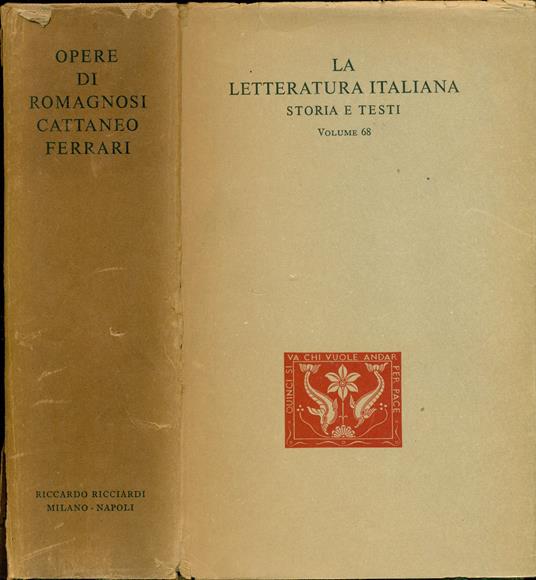 OPERE
DI
ROMAGNOSI
CATTANEO
FERRARI
RICCARDO RICCIARDI
MILANO - NAPOLI
LA
LETTERATURA ITALIANA
STORIA E TESTI
VOLUME 68
QUINCI SI
VA CHI VUOLE ANDAR
PER PACE